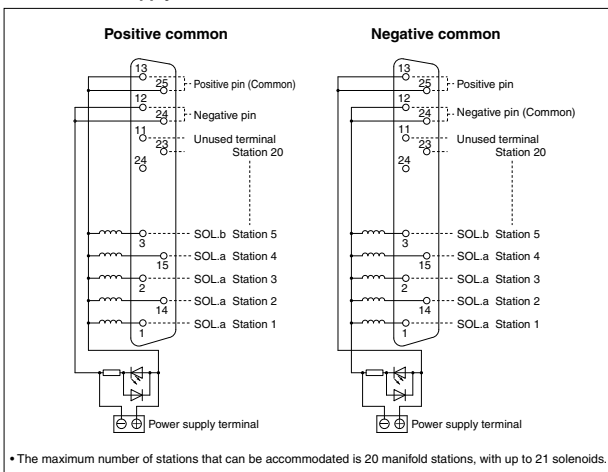 Positive common
Negative common
13
25
Positive pin (Common)
12
24
Negative pin
11
Unused terminal
23
Station 20
24
SOL.b Station 5
3
SOL.a Station 4
15
SOL.a Station 3
2
SOL.a Station 2
14
SOL.a Station 1
1
⊖ ⊕ Power supply terminal
13
25
Positive pin
12
24
Negative pin (Common)
11
Unused terminal
23
Station 20
24
SOL.b Station 5
3
SOL.a Station 4
15
SOL.a Station 3
2
SOL.a Station 2
14
SOL.a Station 1
1
⊖ ⊕ Power supply terminal
• The maximum number of stations that can be accommodated is 20 manifold stations, with up to 21 solenoids.